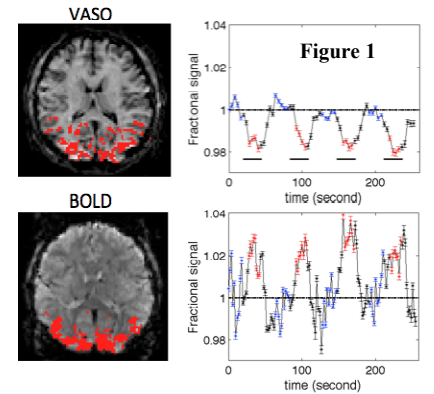 VASO
Figure 1
Fractional signal
1.04
1.02
1
0.98
0
100
200
time (second)
BOLD
Fractional signal
1.04
1.02
1
0.98
0
100
200
time (second)